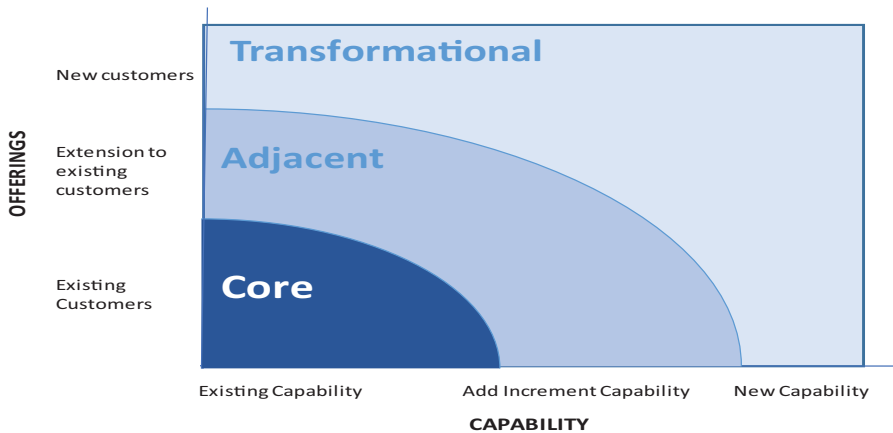 Transformational
New customers
Adjacent
Extension to
existing
customers
OFFERINGS
Core
Existing
Customers
Existing Capability
Add Increment Capability
New Capability
CAPABILITY